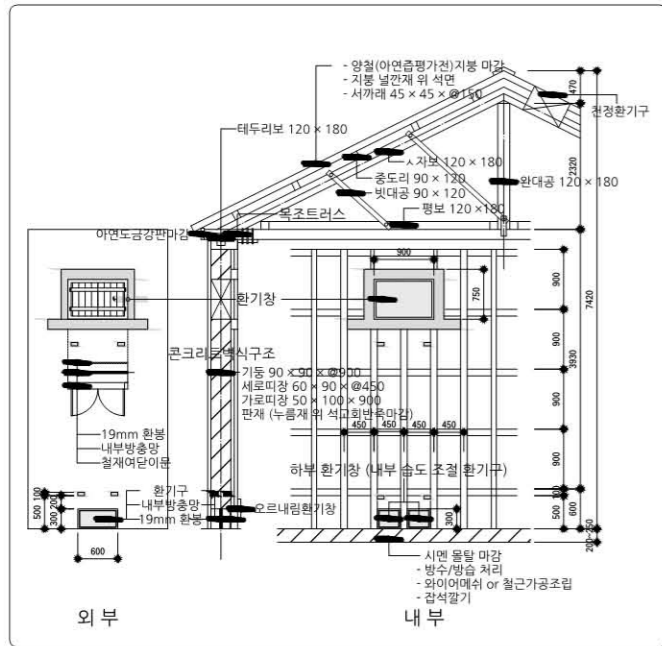 - 양철(아연즙평가전)지붕 마감
- 지붕 널깐재 위 석면
- 서까래 45 × 45 × @150
470
천정환기구
테두리보 120 × 180
ㅅ자보 120 × 180
2320
중도리 90 × 120
완대공 120 × 180
빗대공 90 × 120
목조트러스
평보 120 ×180
아연도금강판마감
900
900
750
7420
환기창
900
3930
콘크리트벽식구조
기둥 90 × 90 × @900
세로피장 60 × 90 × @450
가로피장 50 × 100 × 900
판재 (누름재 위 석고회반죽마감)
900
450 450 450 450
19mm 환봉
내부방충망
철재여닫이문
하부 환기창 (내부 습도 조절 환기구)
900
환기구
내부방충망
19mm 환봉
오르내림환기창
500
300 200 100
300
500 100
600
200~250
600
시멘 몰탈 마감
- 방수/방습 처리
- 와이어메쉬 or 철근가공조립
- 잡석깔기
외 부
내 부